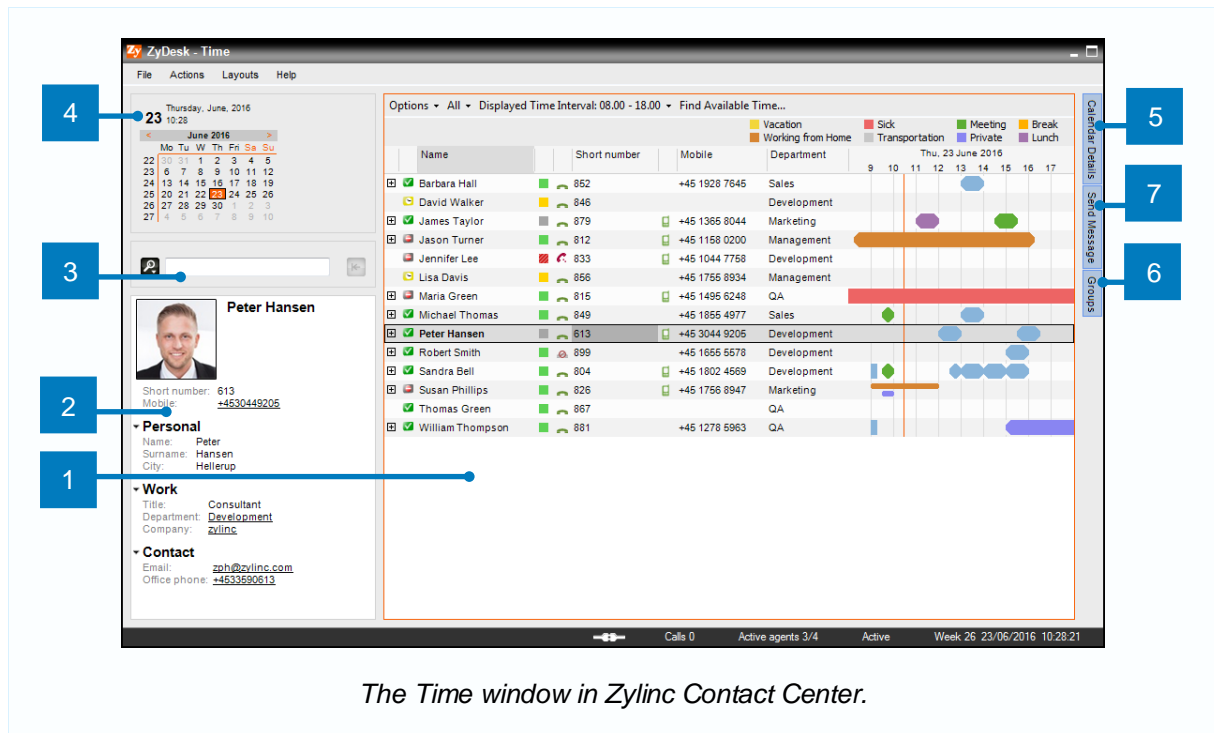 ZyDesk - Time
File Actions Layouts Help
4
Thursday, June, 2016
23 10:28
< June 2016 >
Mo Tu W Th Fri Sa Su
22 30 31 1 2 3 4 5
23 6 7 8 9 10 11 12
24 13 14 15 16 17 18 19
25 20 21 22 23 24 25 26
26 27 28 29 30 1 2 3
27 4 5 6 7 8 9 10
3
Peter Hansen
Short number: 613
Mobile: +4530449205
2
Personal
Name: Peter
Surname: Hansen
City: Hellerup
1
Work
Title: Consultant
Department: Development
Company: zylinc
Contact
Email: zph@zylinc.com
Office phone: +4533590613
Options All Displayed Time Interval: 08.00 - 18.00 Find Available Time...
Vacation Sick Meeting Break
Working from Home Transportation Private Lunch
Name Short number Mobile Department Thu, 23 June 2016
9 10 11 12 13 14 15 16 17
Barbara Hall 852 +45 1928 7645 Sales
David Walker 846 Development
James Taylor 879 +45 1365 8044 Marketing
Jason Turner 812 +45 1158 0200 Management
Jennifer Lee 833 +45 1044 7758 Development
Lisa Davis 856 +45 1755 8934 Management
Maria Green 815 +45 1495 6248 QA
Michael Thomas 849 +45 1855 4977 Sales
Peter Hansen 613 +45 3044 9205 Development
Robert Smith 899 +45 1655 5578 Development
Sandra Bell 804 +45 1802 4569 Development
Susan Phillips 826 +45 1756 8947 Marketing
Thomas Green 867 QA
William Thompson 881 +45 1278 5963 QA
Calendar Details
5
Send Message
7
Groups
6
Calls 0 Active agents 3/4 Active Week 26 23/06/2016 10:28:21
The Time window in Zylinc Contact Center.